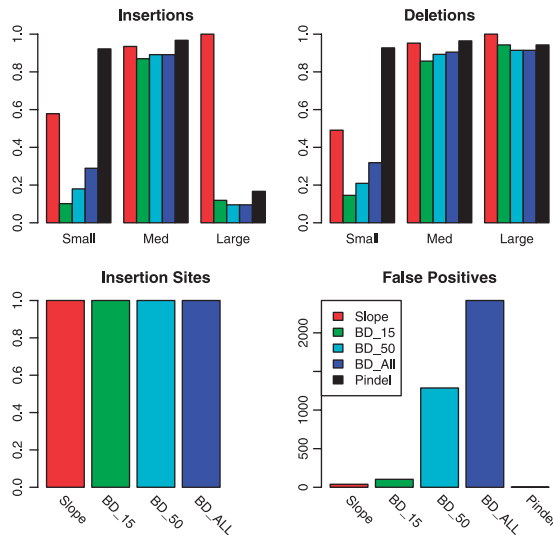 Insertions
1.0
0.8
0.6
0.4
0.2
0.0
Small Med Large
Deletions
1.0
0.8
0.6
0.4
0.2
0.0
Small Med Large
Insertion Sites
1.0
0.8
0.6
0.4
0.2
0.0
Slope BD_15 BD_50 BD_ALL
False Positives
2000
1000
500
0
Slope
BD_15
BD_50
BD_All
Pindel
Slope BD_15 BD_50 BD_ALL Pindel